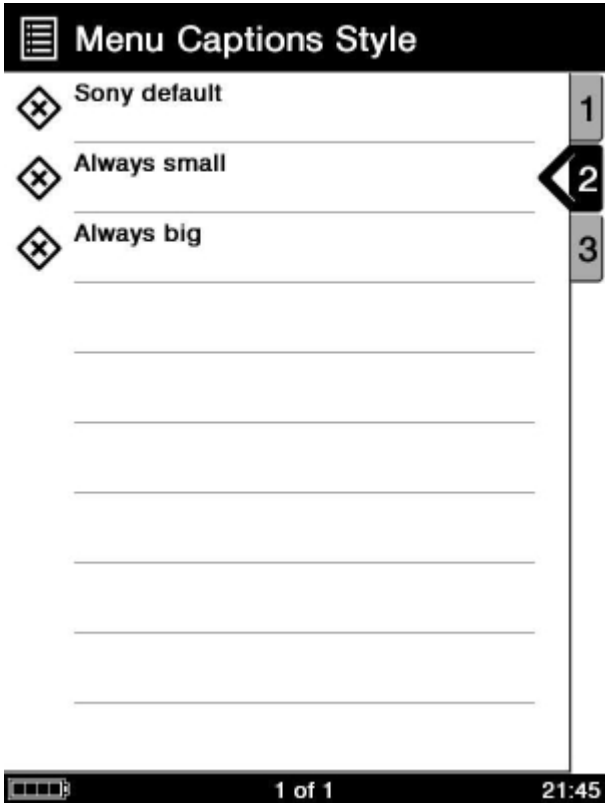 Menu Captions Style
Sony default
1
Always small
2
Always big
3
1 of 1
21:45